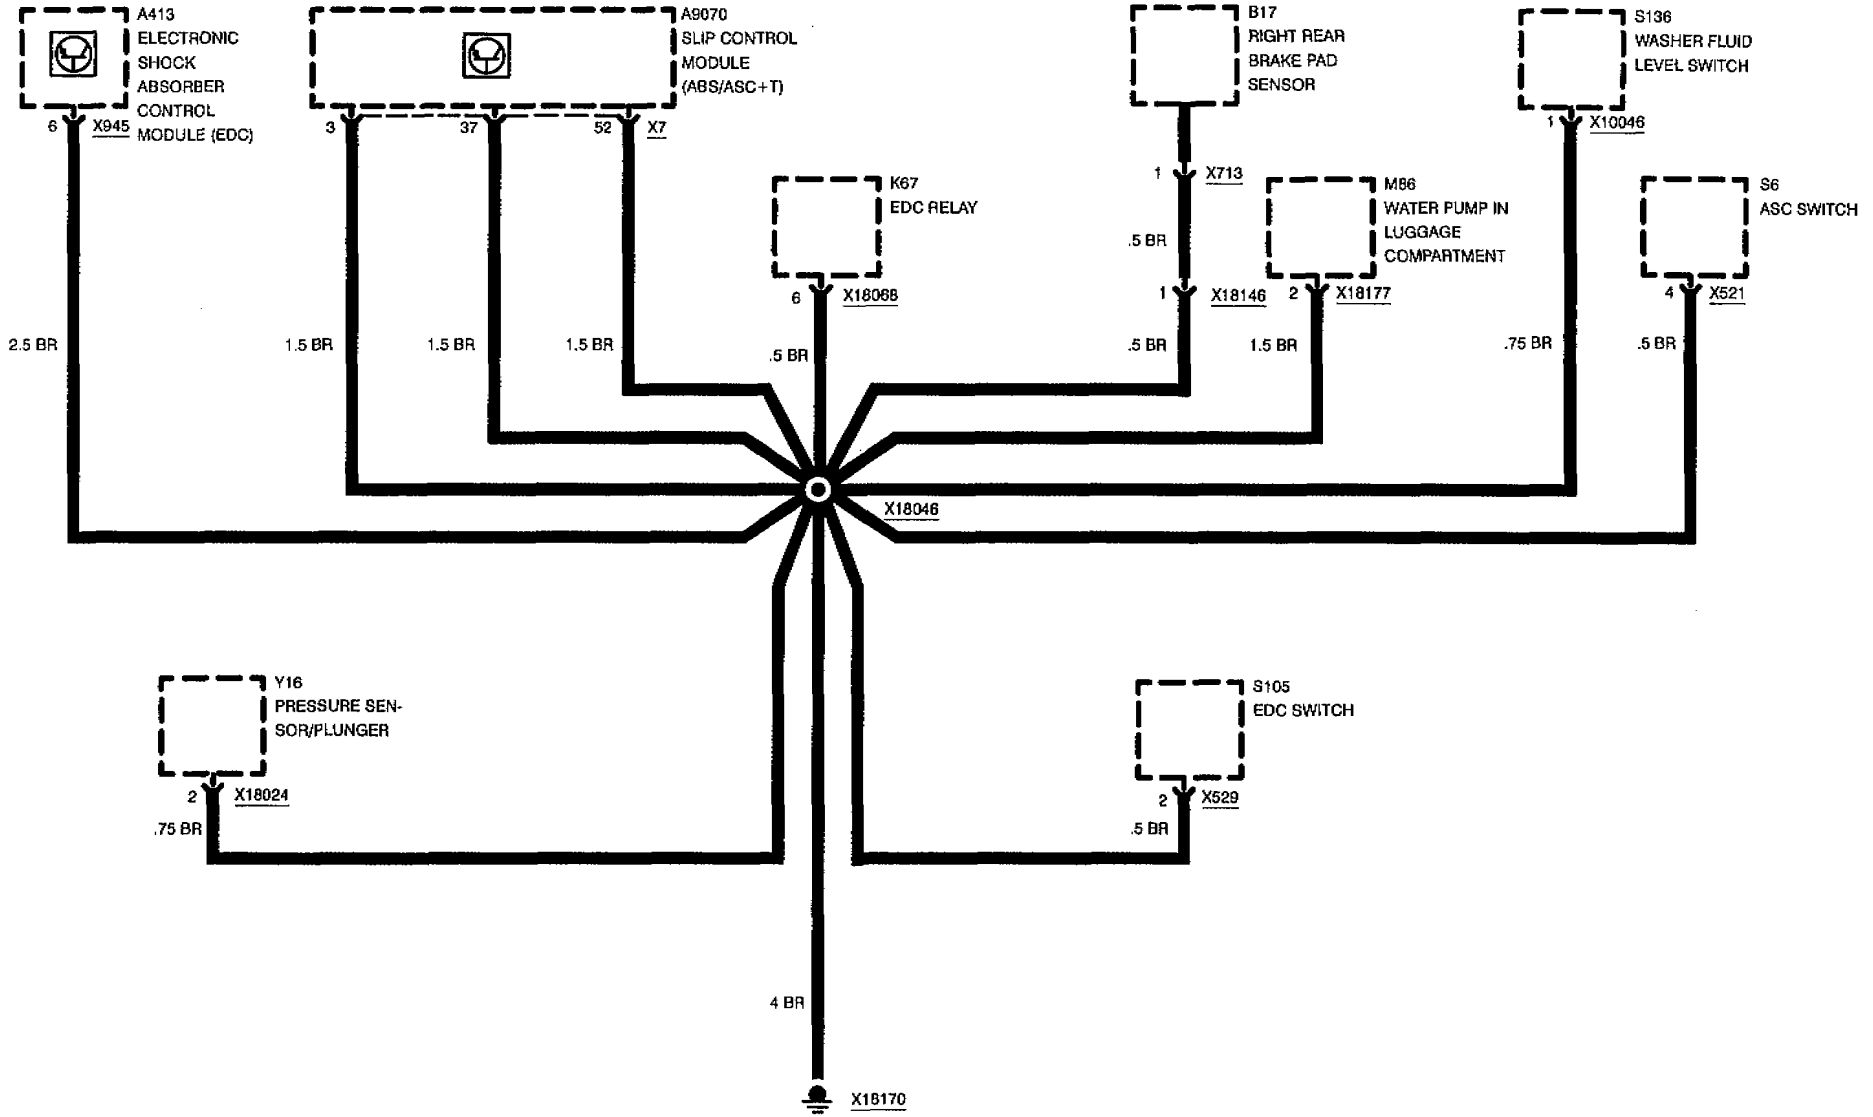 A413
ELECTRONIC
SHOCK
ABSORBER
CONTROL
MODULE (EDC)
6
X945
A9070
SLIP CONTROL
MODULE
(ABS/ASC+T)
3
37
52
X7
B17
RIGHT REAR
BRAKE PAD
SENSOR
1
X713
S136
WASHER FLUID
LEVEL SWITCH
1
X10046
K67
EDC RELAY
6
X18068
.5 BR
1
X18146
M86
WATER PUMP IN
LUGGAGE
COMPARTMENT
2
X18177
S6
ASC SWITCH
4
X521
2.5 BR
1.5 BR
1.5 BR
1.5 BR
.5 BR
.5 BR
1.5 BR
.75 BR
.5 BR
X18046
Y16
PRESSURE SEN-
SOR/PLUNGER
2
X18024
.75 BR
S105
EDC SWITCH
2
X529
.5 BR
4 BR
X18170